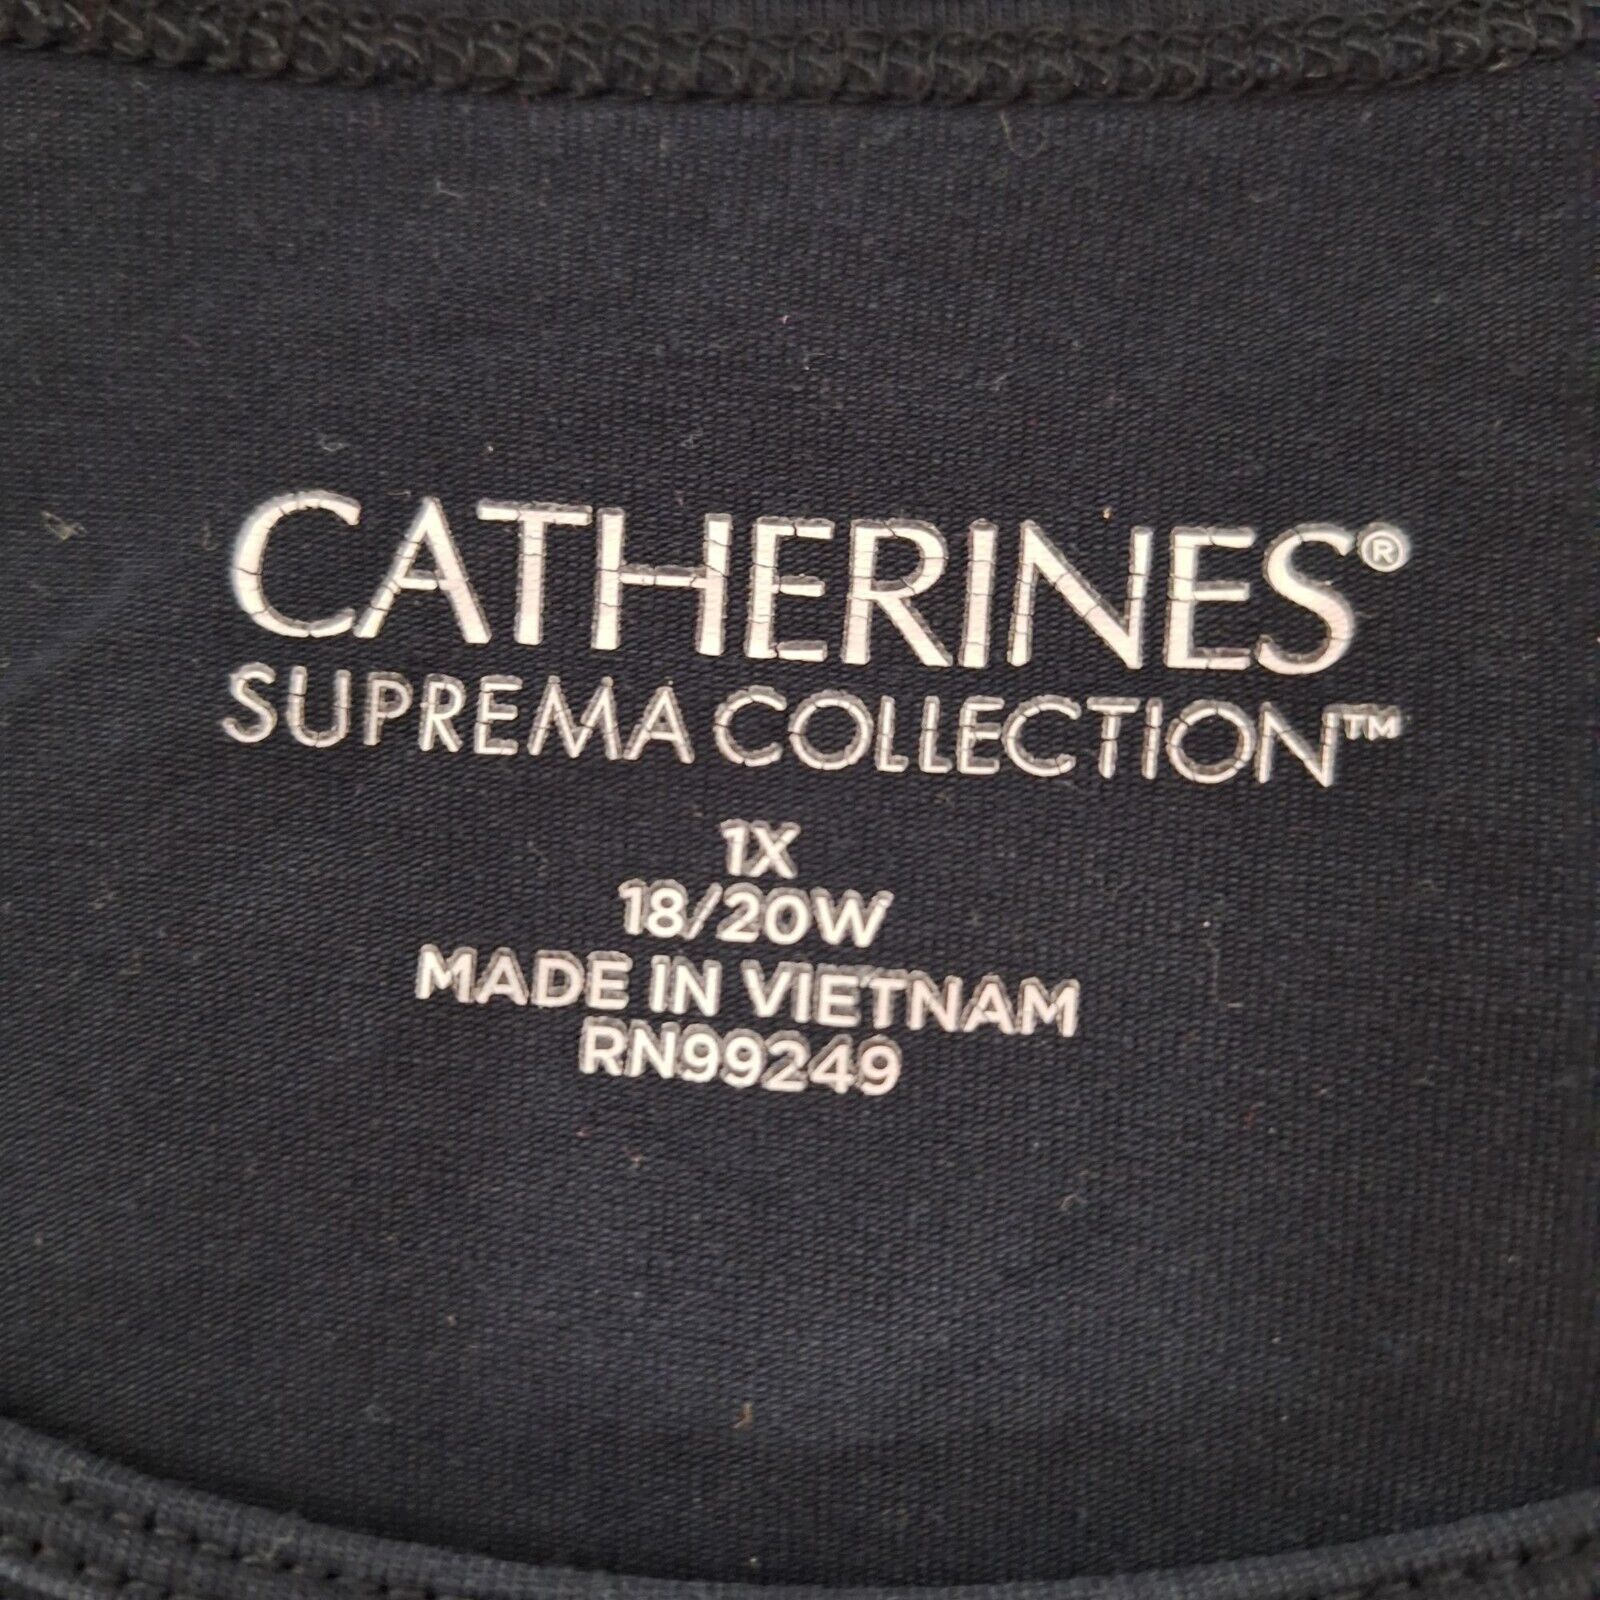 CATHERINES®
SUPREMA COLLECTION™
1X
18/20W
MADE IN VIETNAM
RN99249